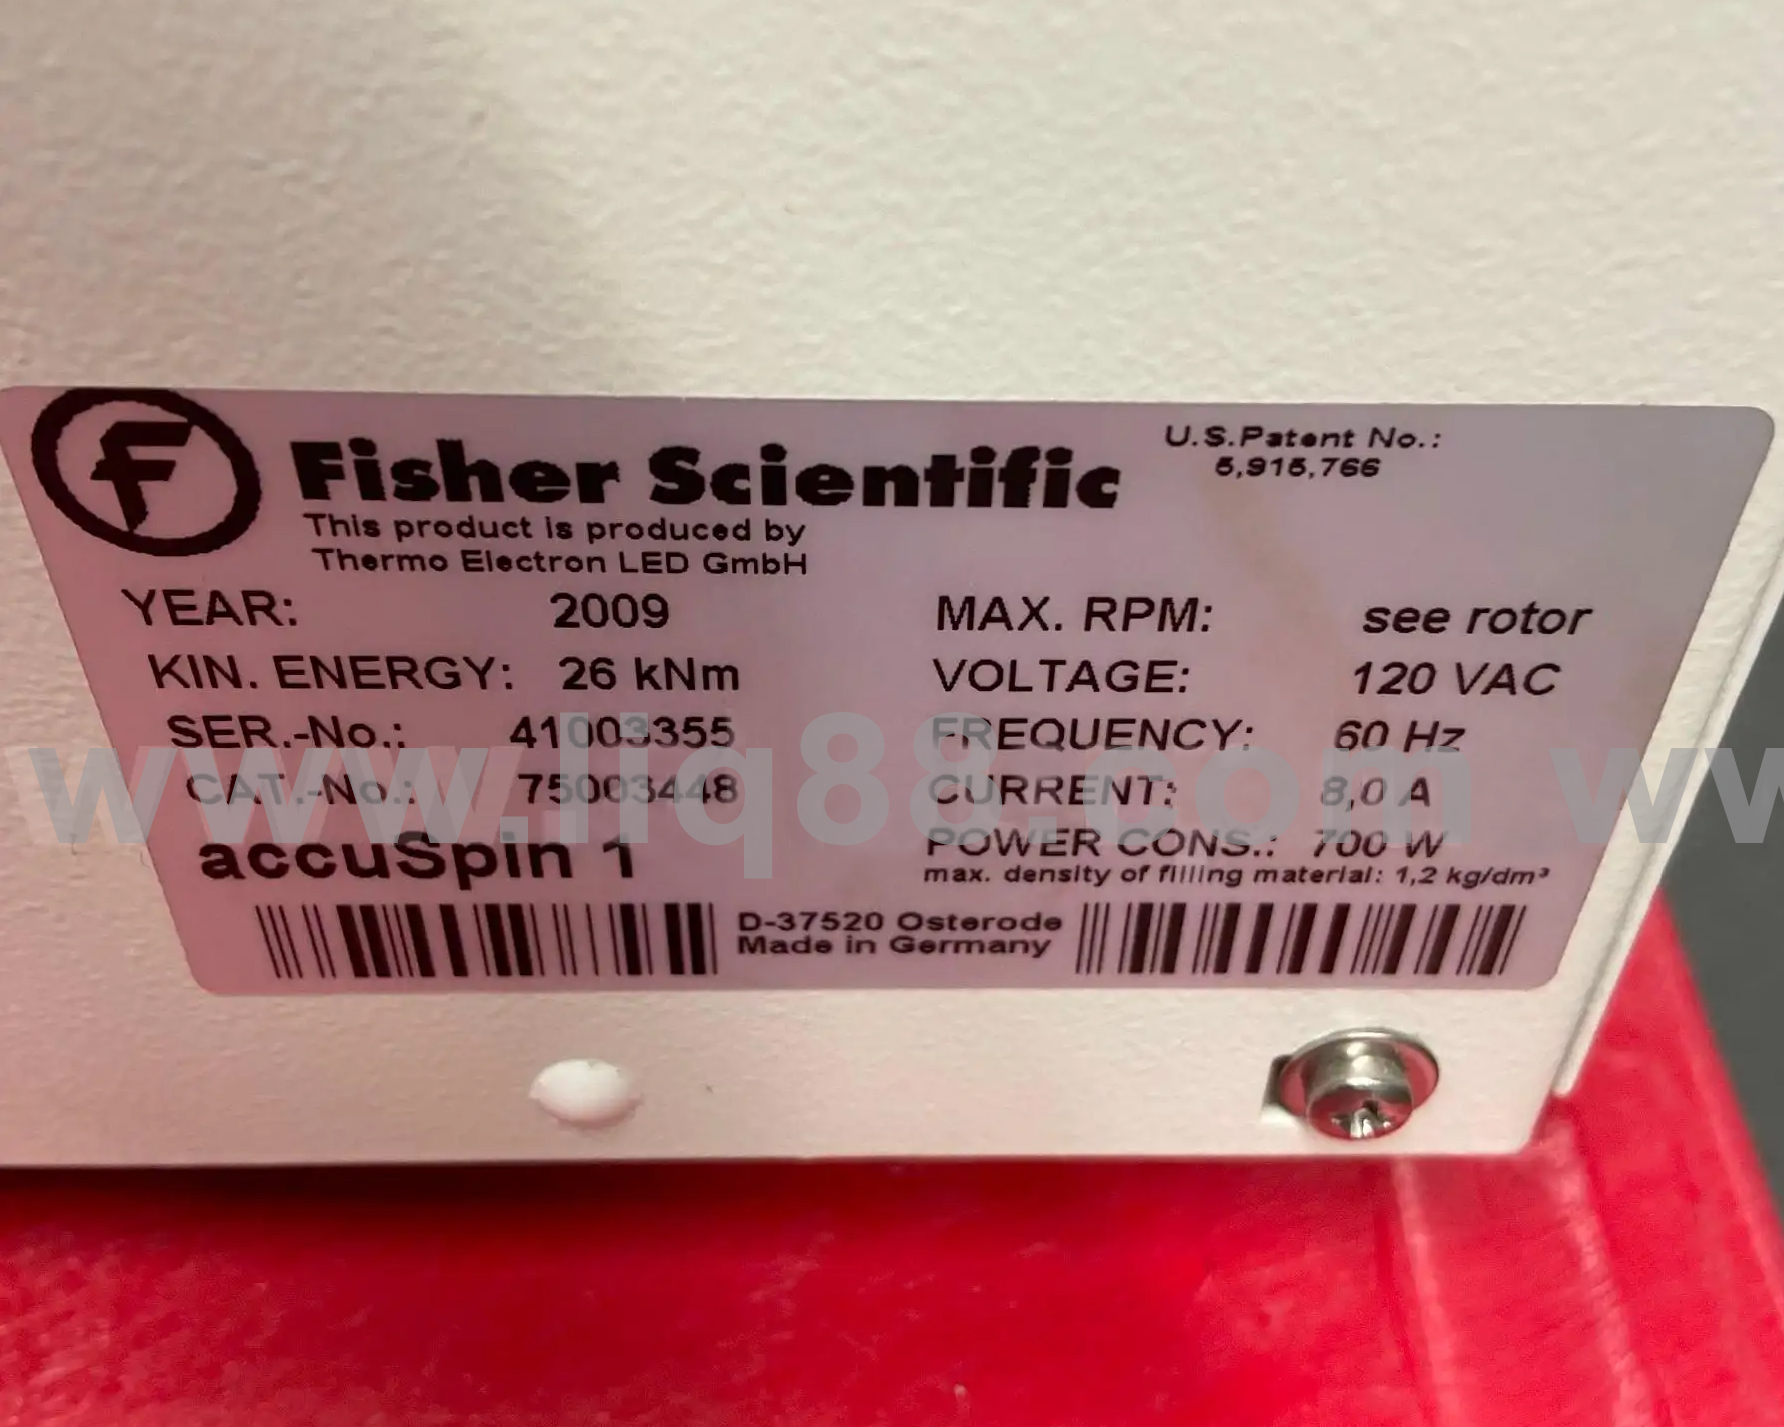 F
Fisher Scientific
This product is produced by
Thermo Electron LED GmbH
U.S.Patent No.:
5,915,766
YEAR: 2009
KIN. ENERGY: 26 kNm
SER.-No.: 41003355
CAT.-No.: 75003448
accuSpin 1
MAX. RPM: see rotor
VOLTAGE: 120 VAC
FREQUENCY: 60 Hz
CURRENT: 8,0 A
POWER CONS.: 700 W
max. density of filling material: 1,2 kg/dm³
D-37520 Osterode
Made in Germany
www.liq88.com ww